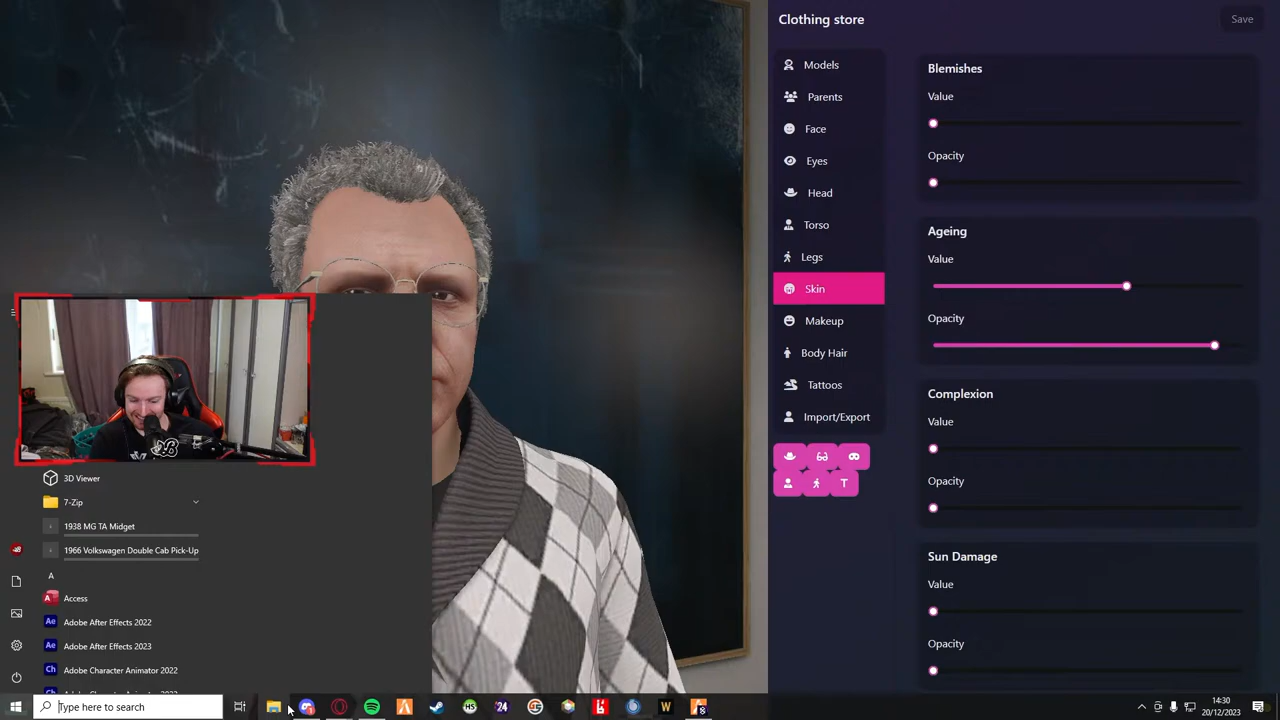 Clothing store
Save
Models
Parents
Face
Eyes
Head
Torso
Legs
Skin
Makeup
Body Hair
Tattoos
Import/Export
T
Blemishes
Value
Opacity
Ageing
Value
Opacity
Complexion
Value
Opacity
Sun Damage
Value
Opacity
3D Viewer
7-Zip
1938 MG TA Midget
1966 Volkswagen Double Cab Pick-Up
A
Access
Adobe After Effects 2022
Adobe After Effects 2023
Adobe Character Animator 2022
Type here to search
14:30
20/12/2023